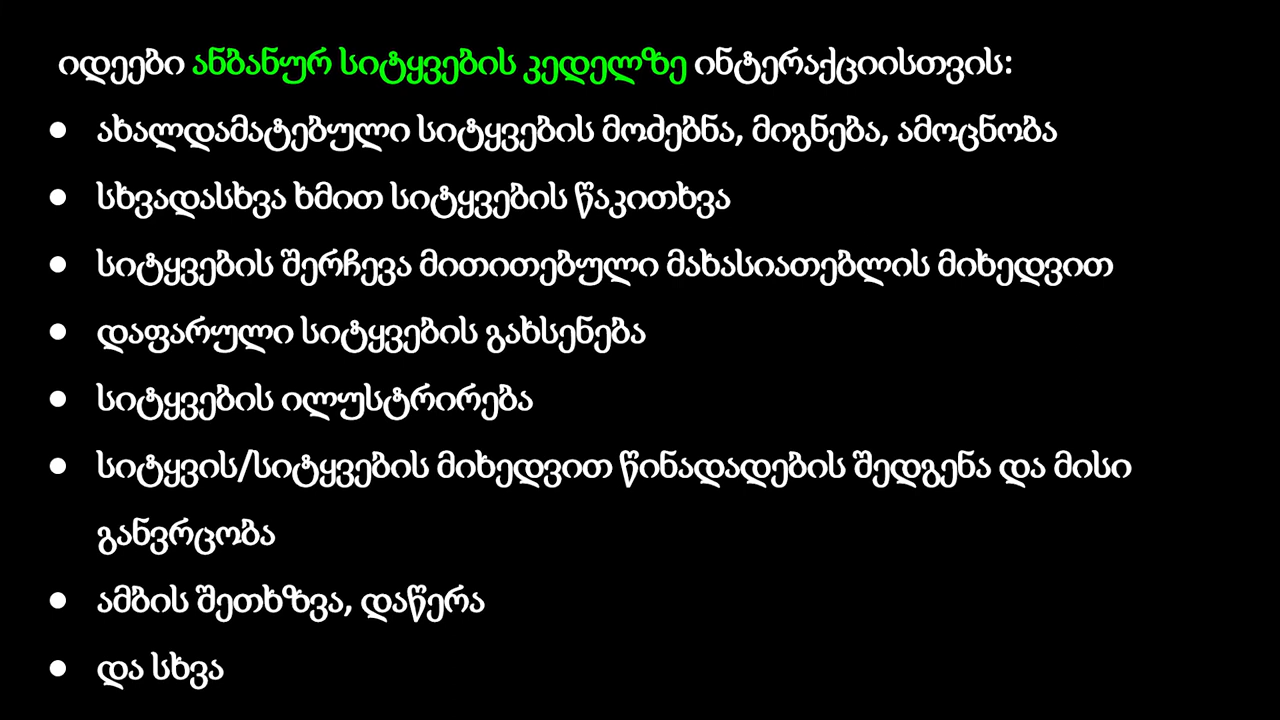 იდეები ანბანურ სიტყვების კედელზე ინტერაქციისთვის:
● ახალდამატებული სიტყვების მოძებნა, მიგნება, ამოცნობა
● სხვადასხვა ხმით სიტყვების წაკითხვა
● სიტყვების შერჩევა მითითებული მახასიათებლის მიხედვით
● დაფარული სიტყვების გახსენება
● სიტყვების ილუსტრირება
● სიტყვის/სიტყვების მიხედვით წინადადების შედგენა და მისი
განვრცობა
● ამბის შეთხზვა, დაწერა
● და სხვა